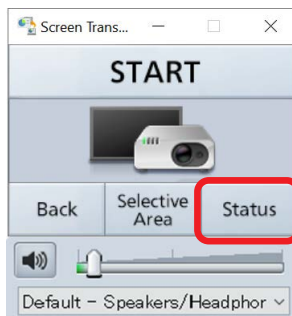 Screen Trans...
START
Back
Selective
Area
Status
Default - Speakers/Headphor